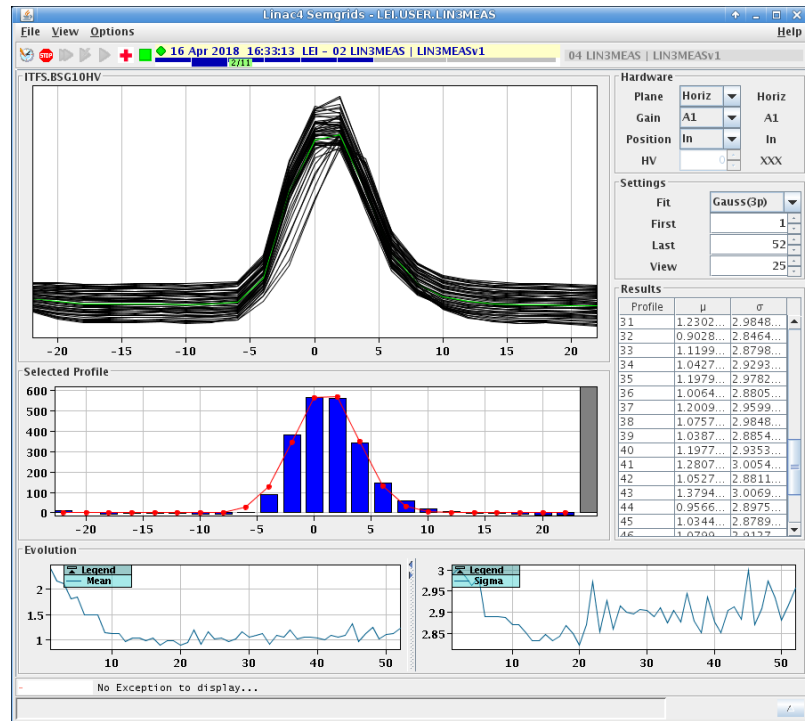 Linac4 Semgrids - LEI.USER.LIN3MEAS
File View Options Help
STOP 16 Apr 2018 16:33:13 LEI - 02 LIN3MEAS | LIN3MEASv1 04 LIN3MEAS | LIN3MEASv1
2/11
ITFS.BSG10HV
-20 -15 -10 -5 0 5 10 15 20
Hardware
Plane Horiz Horiz
Gain A1 A1
Position In In
HV 0 XXX
Settings
Fit Gauss(3p)
First 1
Last 52
View 25
Selected Profile
600
500
400
300
200
100
0
-20 -15 -10 -5 0 5 10 15 20
Results
Profile μ σ
31 1.2302... 2.9848...
32 0.9028... 2.8464...
33 1.1199... 2.8798...
34 1.0427... 2.9293...
35 1.1979... 2.9782...
36 1.0064... 2.8805...
37 1.2009... 2.9599...
38 1.0757... 2.9848...
39 1.0387... 2.8854...
40 1.1977... 2.9353...
41 1.2807... 3.0054...
42 1.0527... 2.8811...
43 1.3794... 3.0069...
44 0.9566... 2.8975...
45 1.0344... 2.8789...
46 1.0799... 2.9127...
Evolution
Legend
Mean
2
1.5
1
10 20 30 40 50
Legend
Sigma
3
2.95
2.9
2.85
10 20 30 40 50
- No Exception to display...